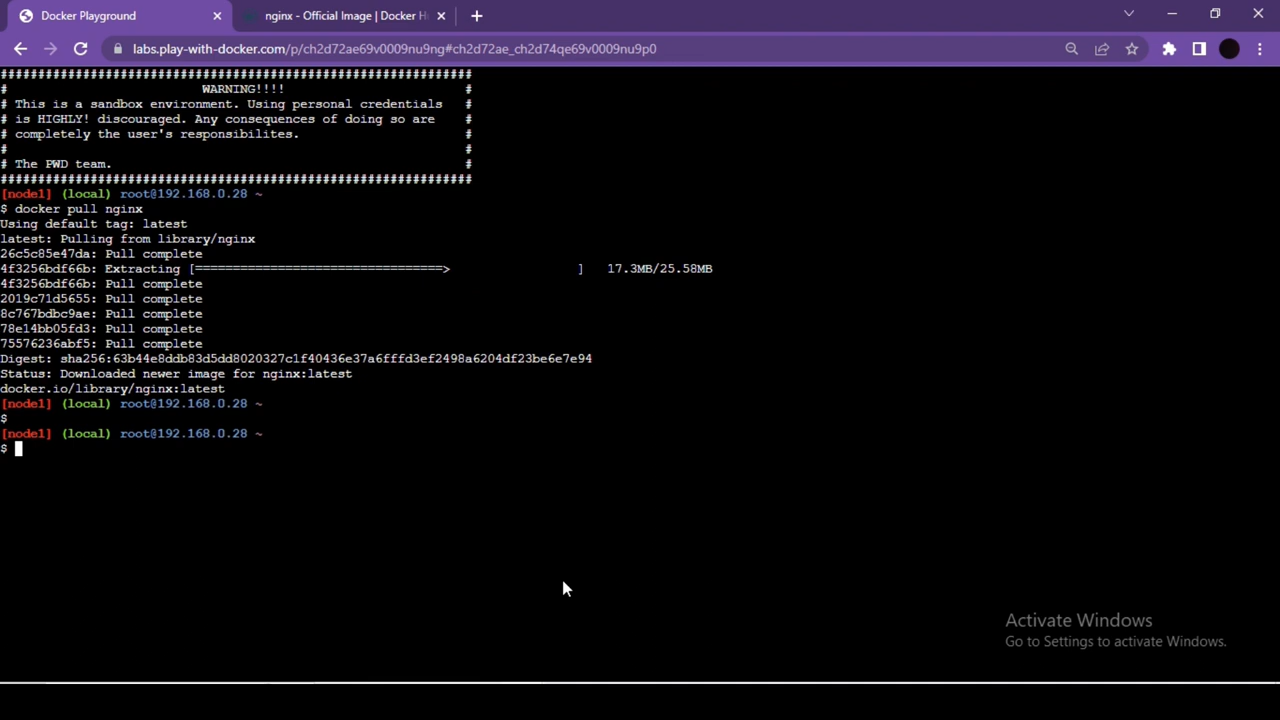 Docker Playground
nginx - Official Image | Docker H
labs.play-with-docker.com/p/ch2d72ae69v0009nu9ng#ch2d72ae_ch2d74qe69v0009nu9p0
###############################################################
# WARNING!!!! #
# This is a sandbox environment. Using personal credentials #
# is HIGHLY! discouraged. Any consequences of doing so are #
# completely the user's responsibilites. #
# #
# The PWD team. #
###############################################################
[node1] (local) root@192.168.0.28 ~
$ docker pull nginx
Using default tag: latest
latest: Pulling from library/nginx
26c5c85e47da: Pull complete
4f3256bdf66b: Extracting [=================================> ] 17.3MB/25.58MB
4f3256bdf66b: Pull complete
2019c71d5655: Pull complete
8c767bdbc9ae: Pull complete
78e14bb05fd3: Pull complete
75576236abf5: Pull complete
Digest: sha256:63b44e8ddb83d5dd8020327c1f40436e37a6fffd3ef2498a6204df23be6e7e94
Status: Downloaded newer image for nginx:latest
docker.io/library/nginx:latest
[node1] (local) root@192.168.0.28 ~
$
[node1] (local) root@192.168.0.28 ~
$
Activate Windows
Go to Settings to activate Windows.